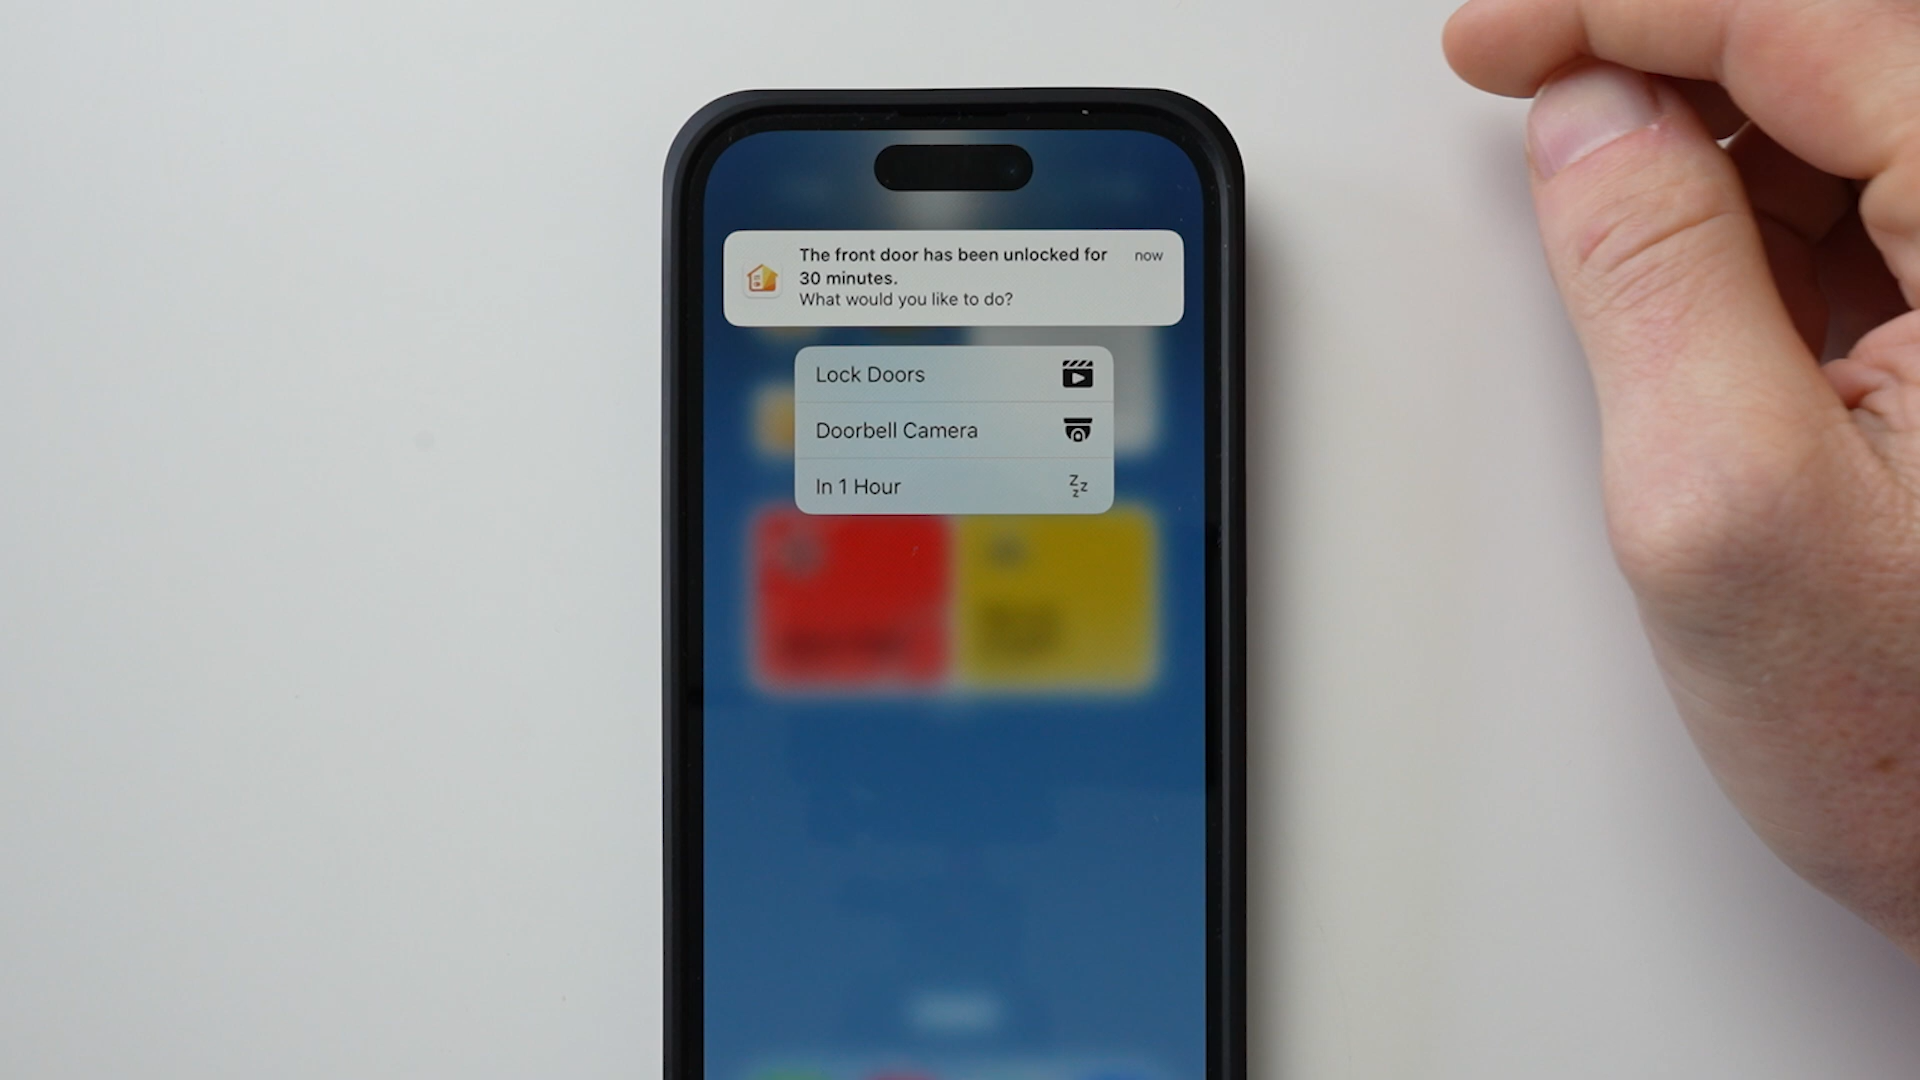 The front door has been unlocked for
now
30 minutes.
What would you like to do?
Lock Doors
Doorbell Camera
In 1 Hour